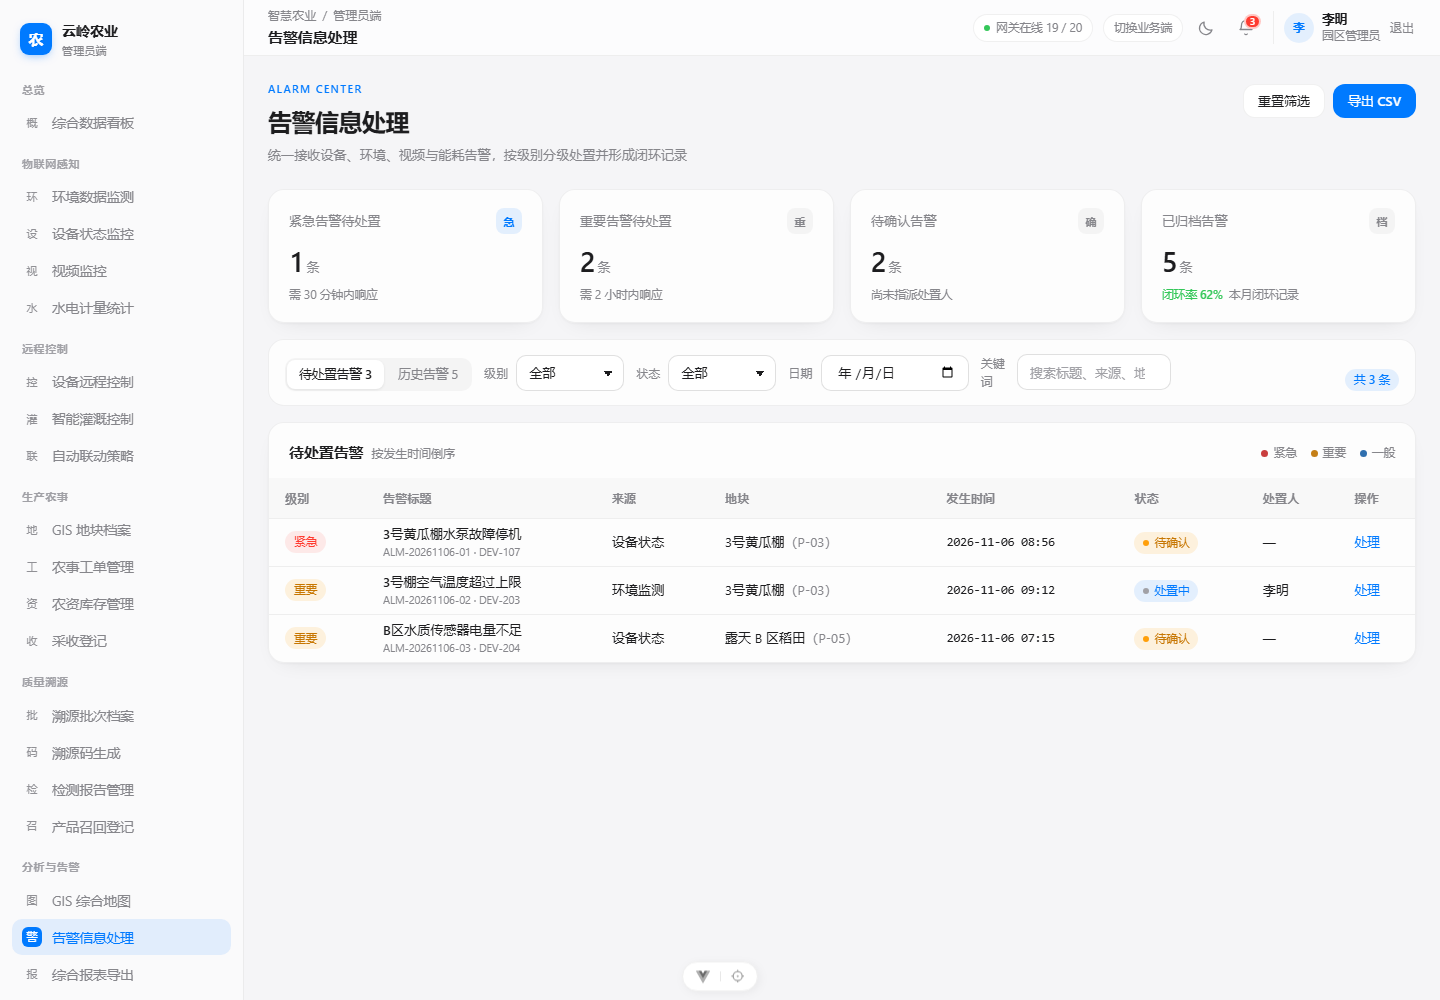 农
云岭农业
管理员端
总览
概 综合数据看板
物联网感知
环 环境数据监测
设 设备状态监控
视 视频监控
水 水电计量统计
远程控制
控 设备远程控制
灌 智能灌溉控制
联 自动联动策略
生产农事
地 GIS 地块档案
工 农事工单管理
资 农资库存管理
收 采收登记
质量溯源
批 溯源批次档案
码 溯源码生成
检 检测报告管理
召 产品召回登记
分析与告警
图 GIS 综合地图
警 告警信息处理
报 综合报表导出
智慧农业 / 管理员端
告警信息处理
网关在线 19 / 20
切换业务端
3
李
李明
园区管理员
退出
ALARM CENTER
告警信息处理
统一接收设备、环境、视频与能耗告警，按级别分级处置并形成闭环记录
重置筛选
导出 CSV
紧急告警待处置 急
1 条
需 30 分钟内响应
重要告警待处置 重
2 条
需 2 小时内响应
待确认告警 确
2 条
尚未指派处置人
已归档告警 档
5 条
闭环率 62% 本月闭环记录
待处置告警 3 历史告警 5 级别 全部 状态 全部 日期 年 /月/日 关键词 搜索标题、来源、地
共 3 条
待处置告警 按发生时间倒序
紧急 重要 一般
级别 告警标题 来源 地块 发生时间 状态 处置人 操作
紧急 3号黄瓜棚水泵故障停机 设备状态 3号黄瓜棚（P-03） 2026-11-06 08:56 待确认 — 处理
ALM-20261106-01 · DEV-107
重要 3号棚空气温度超过上限 环境监测 3号黄瓜棚（P-03） 2026-11-06 09:12 处置中 李明 处理
ALM-20261106-02 · DEV-203
重要 B区水质传感器电量不足 设备状态 露天 B 区稻田（P-05） 2026-11-06 07:15 待确认 — 处理
ALM-20261106-03 · DEV-204